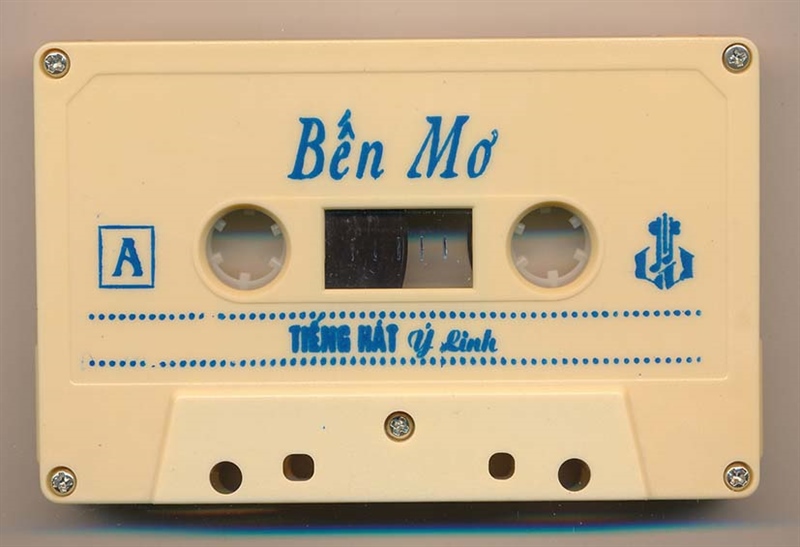 Bến Mơ
A
TIẾNG HÁT Ý Linh